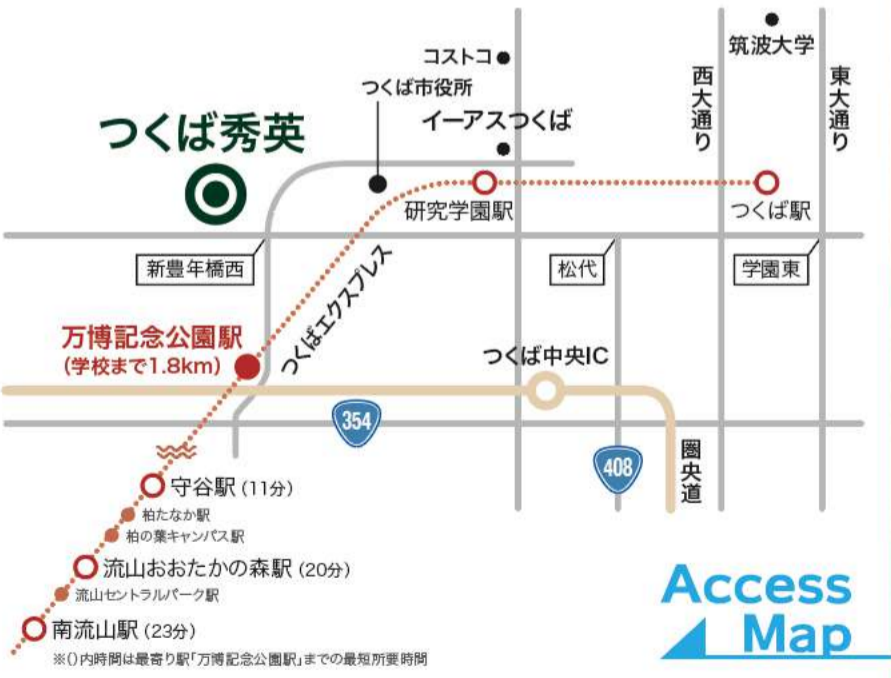 コストコ
つくば市役所
イーアスつくば
つくば秀英
筑波大学
西大通り
東大通り
研究学園駅
つくば駅
新豊年橋西
松代
学園東
つくばエクスプレス
万博記念公園駅
(学校まで1.8km)
つくば中央IC
354
408
圏央道
守谷駅(11分)
柏たなか駅
柏の葉キャンパス駅
流山おおたかの森駅(20分)
流山セントラルパーク駅
南流山駅(23分)
※()内時間は最寄り駅「万博記念公園駅」までの最短所要時間
Access
Map